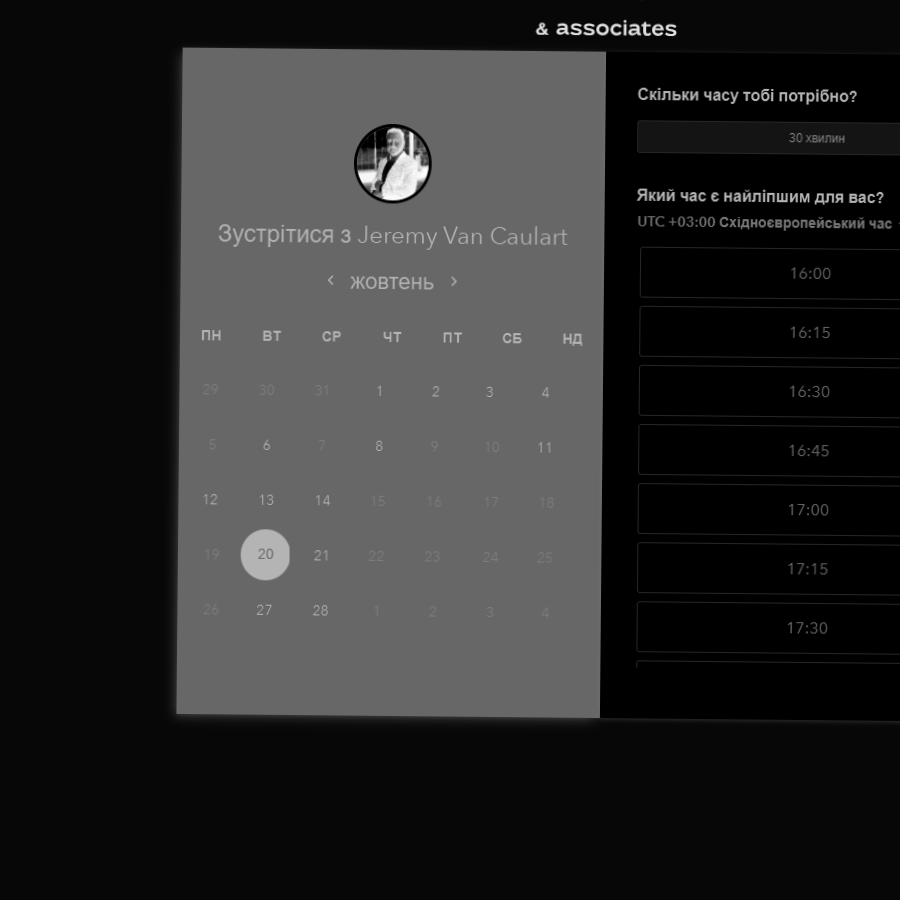 & associates
Зустрітися з Jeremy Van Caulart
жовтень
ПН ВТ СР ЧТ ПТ СБ НД
29 30 31 1 2 3 4
5 6 7 8 9 10 11
12 13 14 15 16 17 18
19 20 21 22 23 24 25
26 27 28 1 2 3 4
Скільки часу тобі потрібно?
30 хвилин
Який час є найліпшим для вас?
UTC +03:00 Східноєвропейський час
16:00
16:15
16:30
16:45
17:00
17:15
17:30